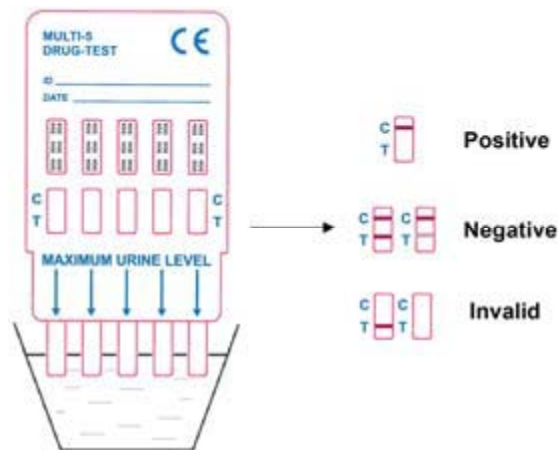 MULTI-5
DRUG-TEST
CE
ID
DATE
C C
T T
MAXIMUM URINE LEVEL
C
T
Positive
C C
T T
Negative
C C
T T
Invalid